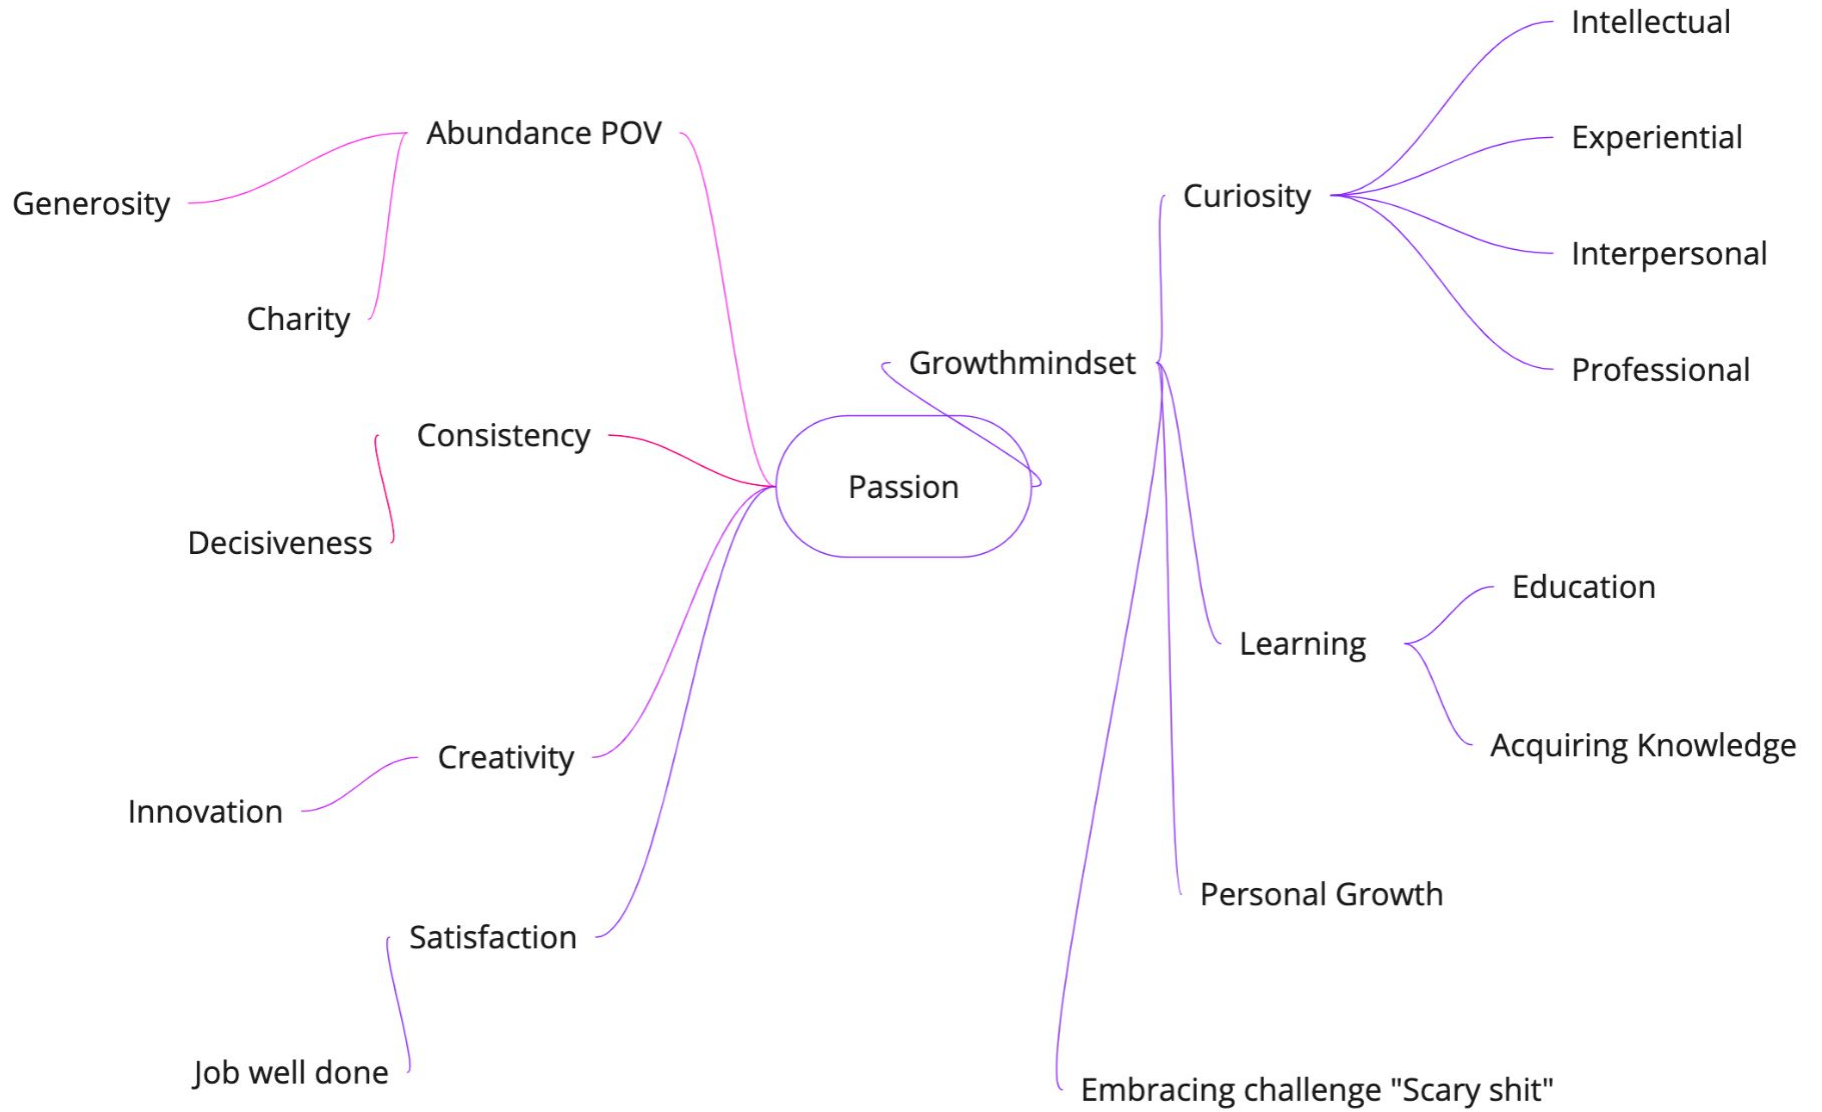 Intellectual
Abundance POV
Experiential
Generosity
Curiosity
Interpersonal
Charity
Growthmindset
Professional
Consistency
Passion
Decisiveness
Education
Learning
Acquiring Knowledge
Creativity
Innovation
Personal Growth
Satisfaction
Job well done
Embracing challenge "Scary shit"